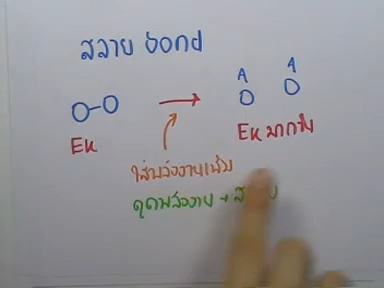 สลาย bond
A A
O-O → O O
Ek Ek มากขึ้น
ใส่พลังงานเพิ่ม
ดูดพลังงาน →